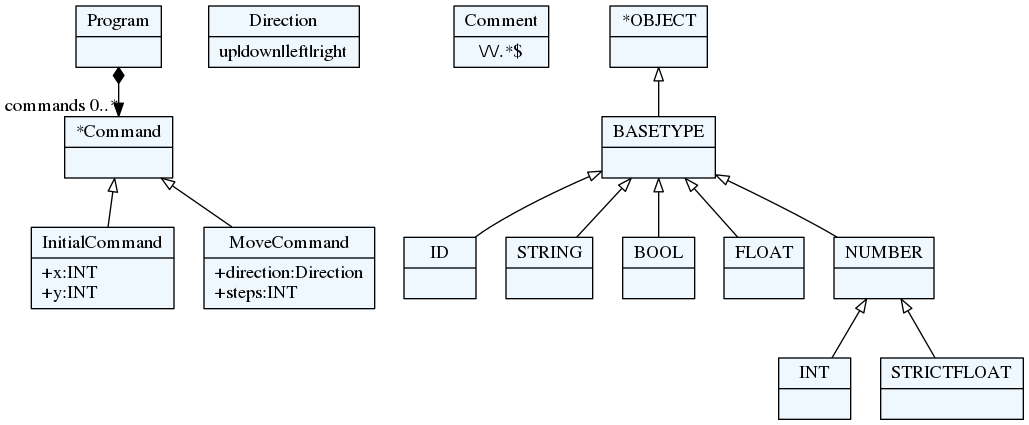 Program
Direction
up|down|left|right
Comment
\/\/.*$
*OBJECT
commands 0..*
*Command
BASETYPE
InitialCommand
+x:INT
+y:INT
MoveCommand
+direction:Direction
+steps:INT
ID
STRING
BOOL
FLOAT
NUMBER
INT
STRICTFLOAT